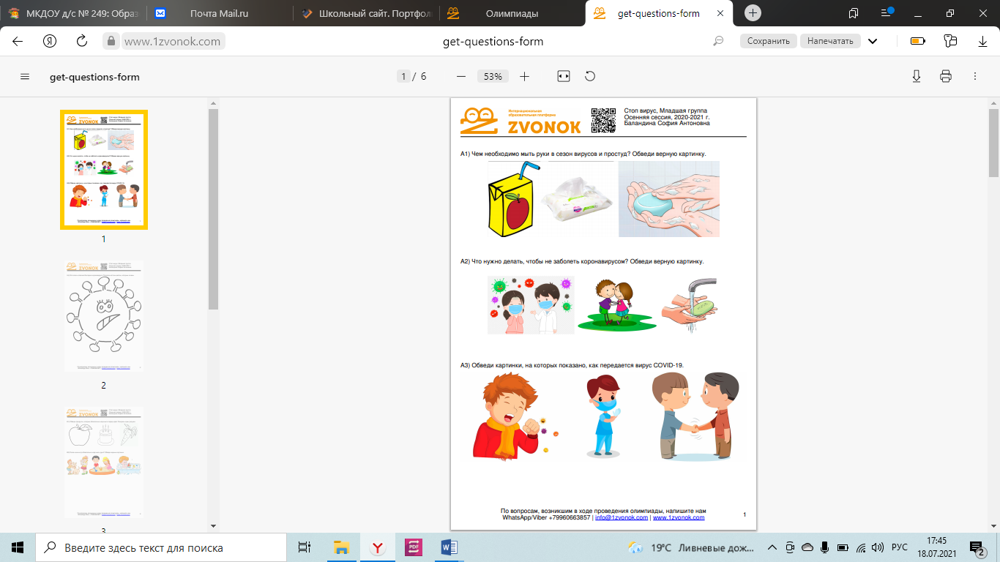 МКДОУ д/с № 249: Образ
Почта Mail.ru
Школьный сайт. Портфол
Олимпиады
get-questions-form
www.1zvonok.com
get-questions-form
Сохранить
Напечатать
get-questions-form
1 / 6
53%
1
2
3
Интернациональная
образовательная платформа
ZVONOK
Стоп вирус, Младшая группа
Осенняя сессия, 2020-2021 г.
Баландина София Антоновна
А1) Чем необходимо мыть руки в сезон вирусов и простуд? Обведи верную картинку.
А2) Что нужно делать, чтобы не заболеть коронавирусом? Обведи верную картинку.
А3) Обведи картинки, на которых показано, как передается вирус COVID-19.
По вопросам, возникшим в ходе проведения олимпиады, напишите нам
WhatsApp/Viber +79960663857 | info@1zvonok.com | www.1zvonok.com
1
Введите здесь текст для поиска
PDF
19°C Ливневые дож...
РУС
17:45
18.07.2021
2